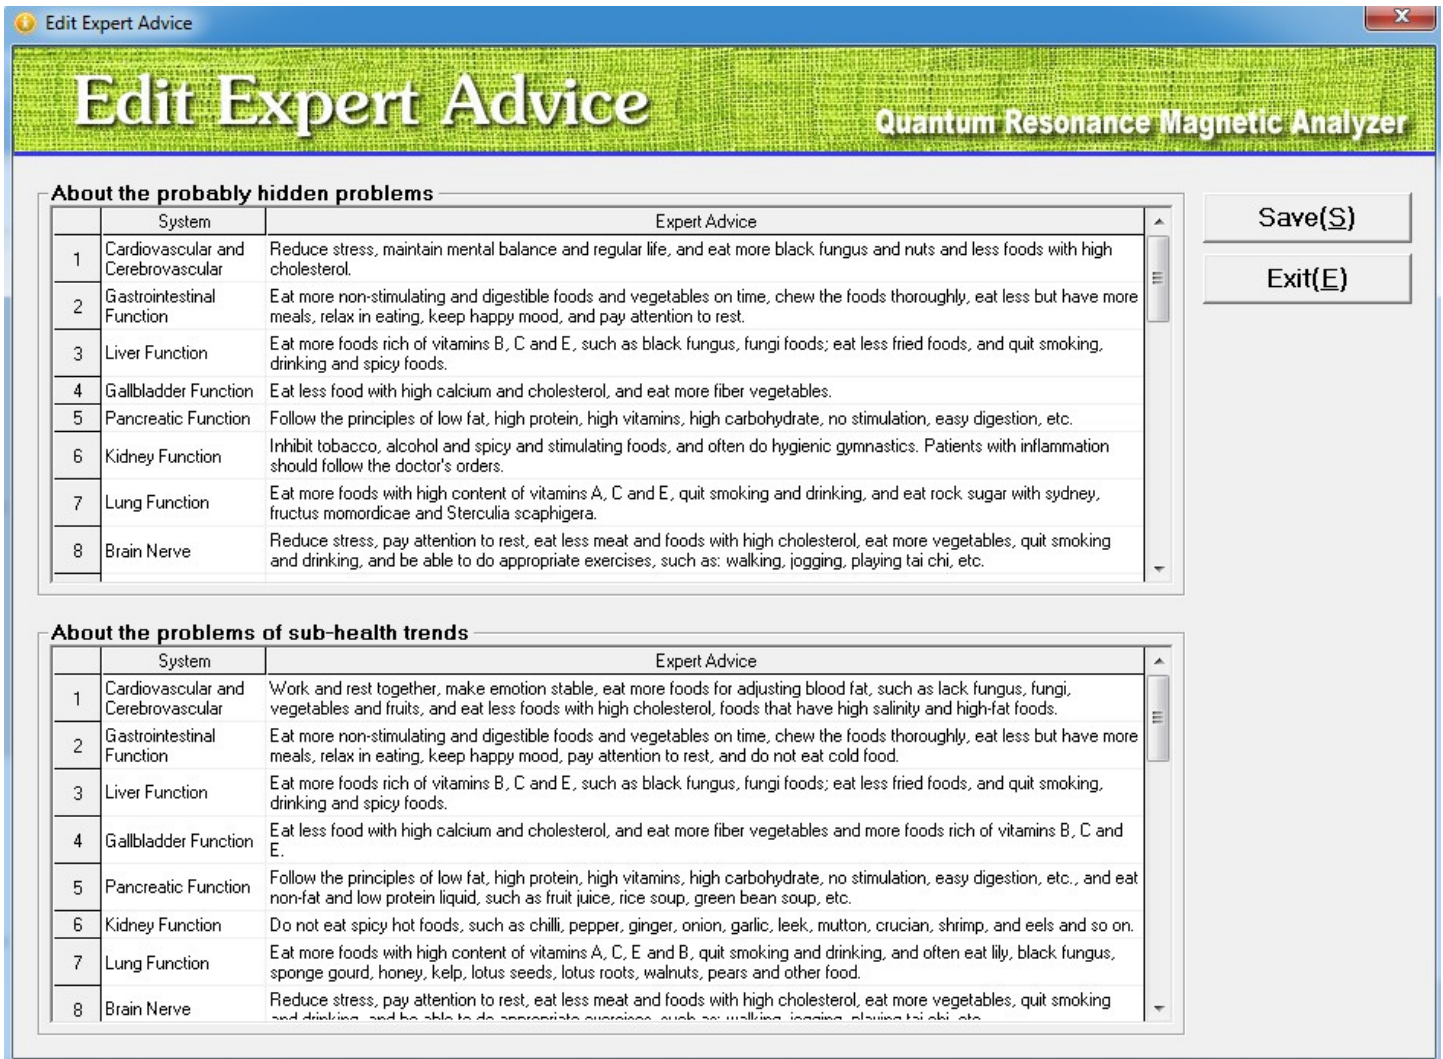 Edit Expert Advice
X
Edit Expert Advice
Quantum Resonance Magnetic Analyzer
About the probably hidden problems
System Expert Advice
1 Cardiovascular and Cerebrovascular Reduce stress, maintain mental balance and regular life, and eat more black fungus and nuts and less foods with high
cholesterol.
2 Gastrointestinal Function Eat more non-stimulating and digestible foods and vegetables on time, chew the foods thoroughly, eat less but have more
meals, relax in eating, keep happy mood, and pay attention to rest.
3 Liver Function Eat more foods rich of vitamins B, C and E, such as black fungus, fungi foods; eat less fried foods, and quit smoking,
drinking and spicy foods.
4 Gallbladder Function Eat less food with high calcium and cholesterol, and eat more fiber vegetables.
5 Pancreatic Function Follow the principles of low fat, high protein, high vitamins, high carbohydrate, no stimulation, easy digestion, etc.
6 Kidney Function Inhibit tobacco, alcohol and spicy and stimulating foods, and often do hygienic gymnastics. Patients with inflammation
should follow the doctor's orders.
7 Lung Function Eat more foods with high content of vitamins A, C and E, quit smoking and drinking, and eat rock sugar with sydney,
fructus momordicae and Sterculia scaphigera.
8 Brain Nerve Reduce stress, pay attention to rest, eat less meat and foods with high cholesterol, eat more vegetables, quit smoking
and drinking, and be able to do appropriate exercises, such as: walking, jogging, playing tai chi, etc.
Save(S)
Exit(E)
About the problems of sub-health trends
System Expert Advice
1 Cardiovascular and Cerebrovascular Work and rest together, make emotion stable, eat more foods for adjusting blood fat, such as lack fungus, fungi,
vegetables and fruits, and eat less foods with high cholesterol, foods that have high salinity and high-fat foods.
2 Gastrointestinal Function Eat more non-stimulating and digestible foods and vegetables on time, chew the foods thoroughly, eat less but have more
meals, relax in eating, keep happy mood, pay attention to rest, and do not eat cold food.
3 Liver Function Eat more foods rich of vitamins B, C and E, such as black fungus, fungi foods; eat less fried foods, and quit smoking,
drinking and spicy foods.
4 Gallbladder Function Eat less food with high calcium and cholesterol, and eat more fiber vegetables and more foods rich of vitamins B, C and
E.
5 Pancreatic Function Follow the principles of low fat, high protein, high vitamins, high carbohydrate, no stimulation, easy digestion, etc., and eat
non-fat and low protein liquid, such as fruit juice, rice soup, green bean soup, etc.
6 Kidney Function Do not eat spicy hot foods, such as chilli, pepper, ginger, onion, garlic, leek, mutton, crucian, shrimp, and eels and so on.
7 Lung Function Eat more foods with high content of vitamins A, C, E and B, quit smoking and drinking, and often eat lily, black fungus,
sponge gourd, honey, kelp, lotus seeds, lotus roots, walnuts, pears and other food.
8 Brain Nerve Reduce stress, pay attention to rest, eat less meat and foods with high cholesterol, eat more vegetables, quit smoking
and drinking, and be able to do appropriate exercises, such as: walking, jogging, playing tai chi, etc.